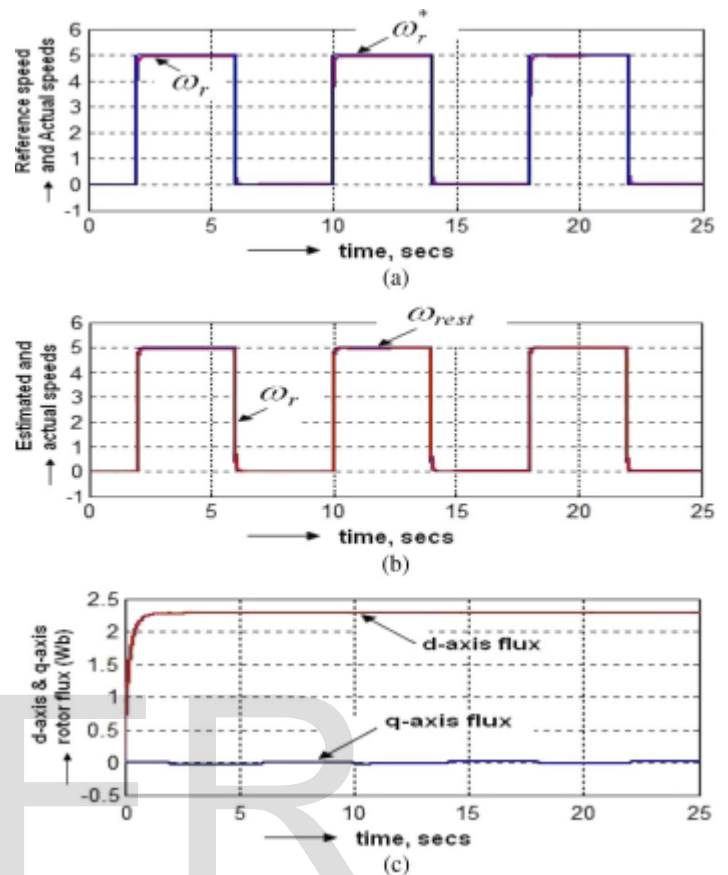 Reference speed
and Actual speeds
6
5
4
3
2
1
0
-1
ω_r
ω_r^*
0 5 10 15 20 25
time, secs
(a)
Estimated and
actual speeds
6
5
4
3
2
1
0
-1
ω_rest
ω_r
0 5 10 15 20 25
time, secs
(b)
d-axis & q-axis
rotor flux (Wb)
2.5
2
1.5
1
0.5
0
-0.5
d-axis flux
q-axis flux
0 5 10 15 20 25
time, secs
(c)
FR